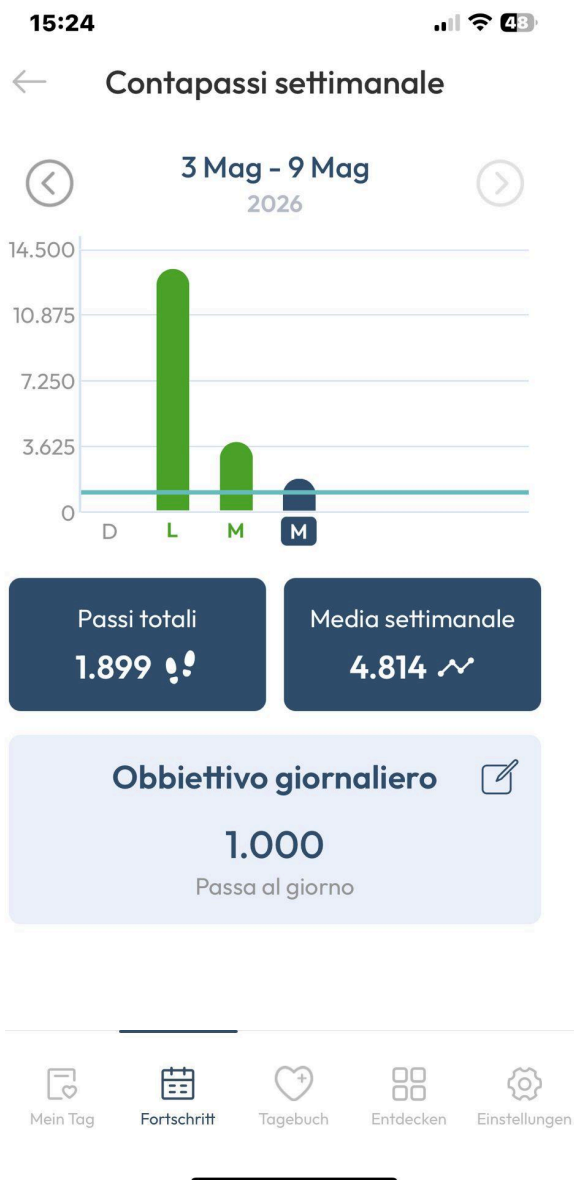 15:24
48
Contapassi settimanale
3 Mag - 9 Mag
2026
14.500
10.875
7.250
3.625
0
D L M M
Passi totali
1.899
Media settimanale
4.814
Obbiettivo giornaliero
1.000
Passa al giorno
Mein Tag Fortschritt Tagebuch Entdecken Einstellungen